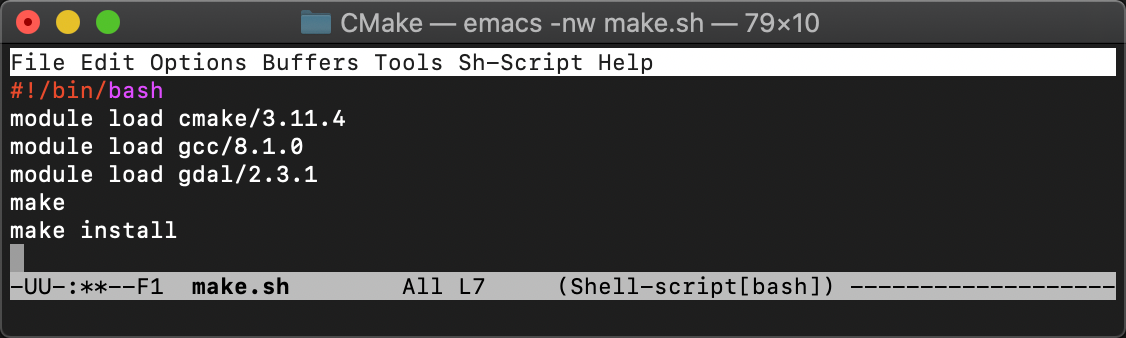 CMake — emacs -nw make.sh — 79×10
File Edit Options Buffers Tools Sh-Script Help
#!/bin/bash
module load cmake/3.11.4
module load gcc/8.1.0
module load gdal/2.3.1
make
make install
-UU-:**--F1  make.sh        All L7     (Shell-script[bash]) -------------------